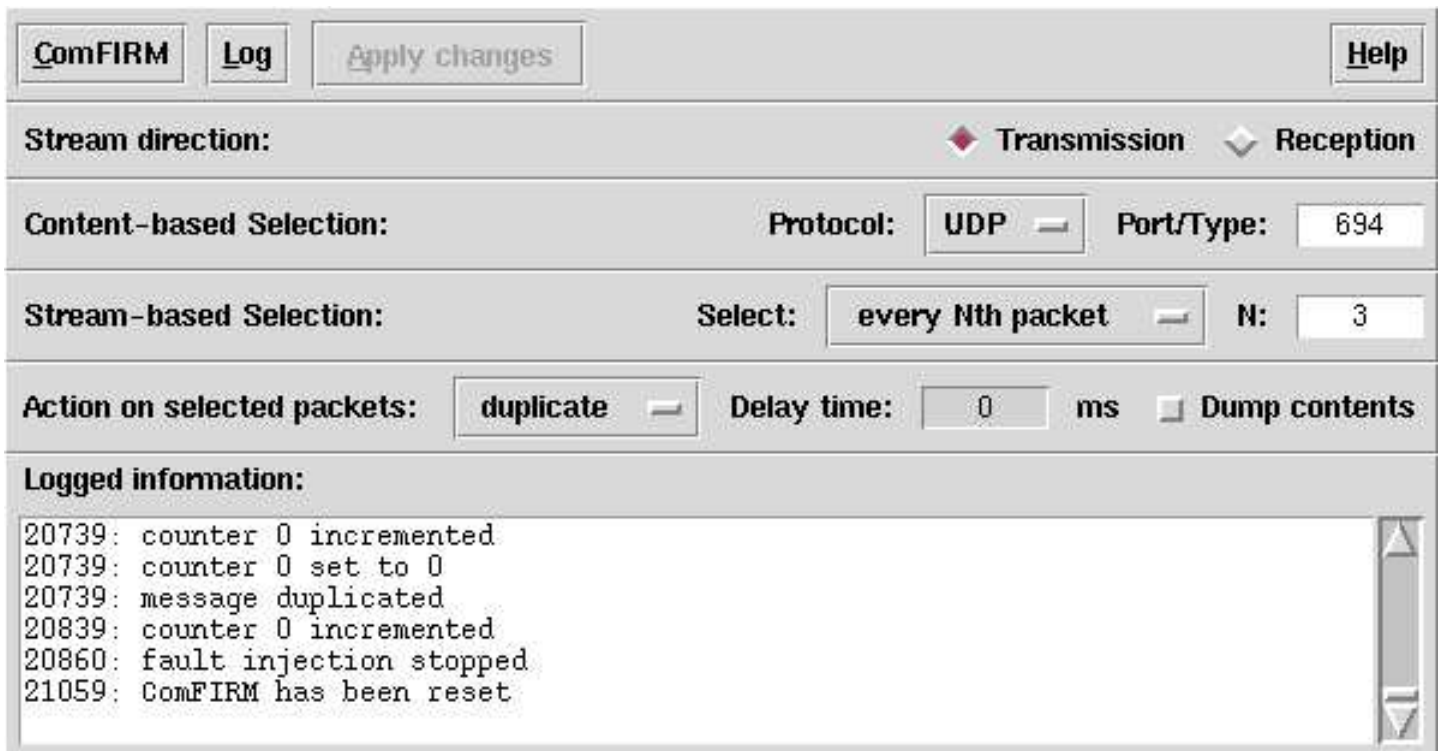 ComFIRM Log Apply changes Help
Stream direction: Transmission Reception
Content-based Selection: Protocol: UDP Port/Type: 694
Stream-based Selection: Select: every Nth packet N: 3
Action on selected packets: duplicate Delay time: 0 ms Dump contents
Logged information:
20739: counter 0 incremented
20739: counter 0 set to 0
20739: message duplicated
20839: counter 0 incremented
20860: fault injection stopped
21059: ComFIRM has been reset